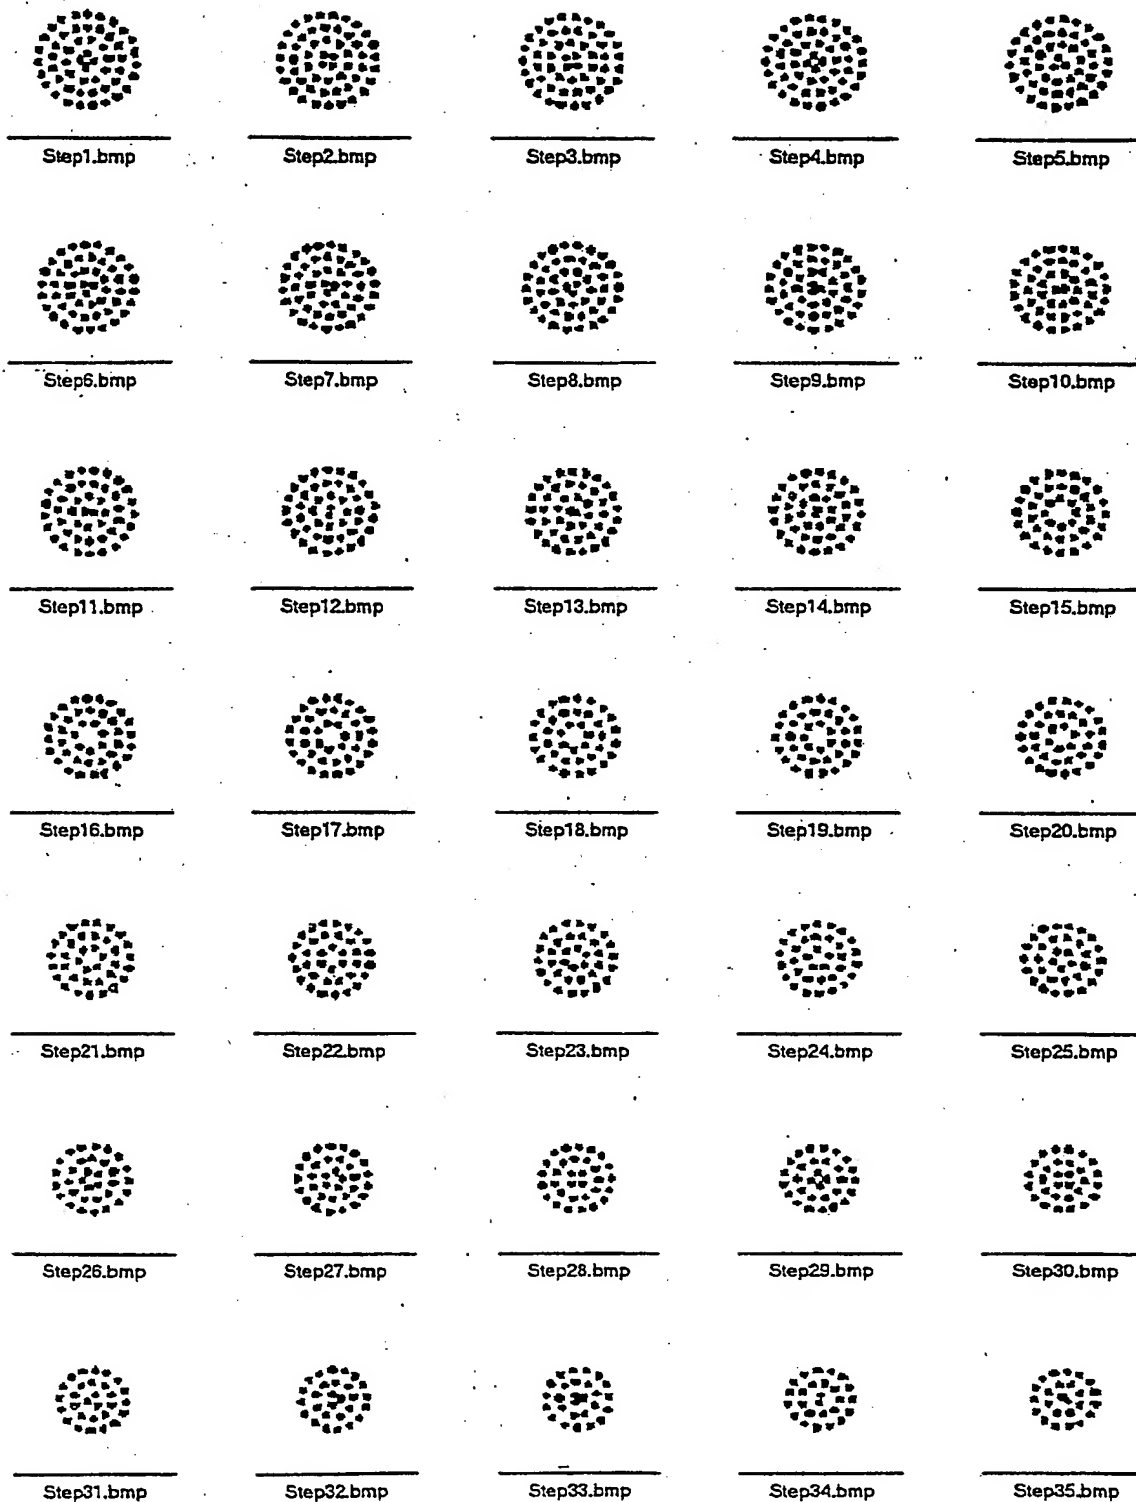 Step1.bmp Step2.bmp Step3.bmp Step4.bmp Step5.bmp
Step6.bmp Step7.bmp Step8.bmp Step9.bmp Step10.bmp
Step11.bmp Step12.bmp Step13.bmp Step14.bmp Step15.bmp
Step16.bmp Step17.bmp Step18.bmp Step19.bmp Step20.bmp
Step21.bmp Step22.bmp Step23.bmp Step24.bmp Step25.bmp
Step26.bmp Step27.bmp Step28.bmp Step29.bmp Step30.bmp
Step31.bmp Step32.bmp Step33.bmp Step34.bmp Step35.bmp